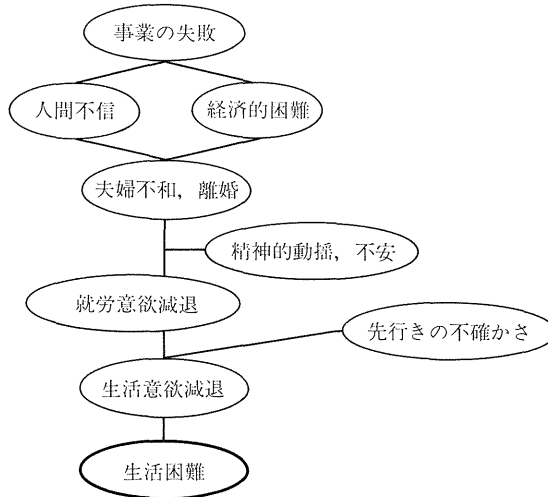 事業の失敗
人間不信
経済的困難
夫婦不和，離婚
精神的動揺，不安
就労意欲減退
先行きの不確かさ
生活意欲減退
生活困難